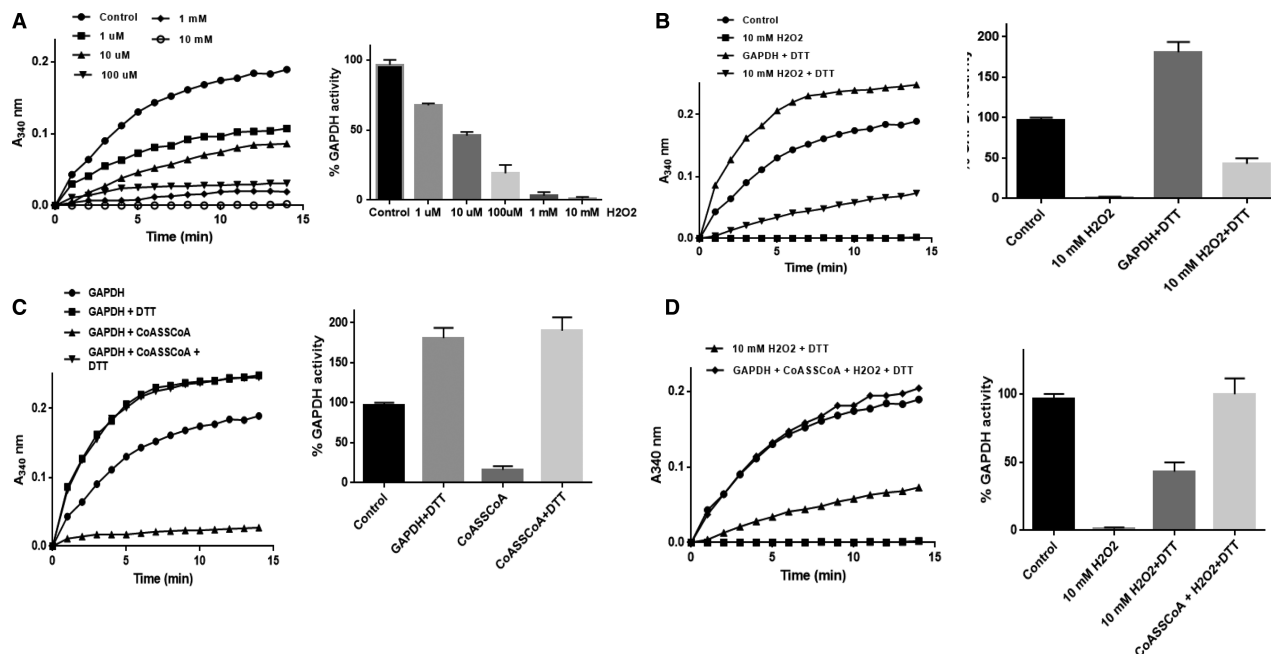 A
Control
1 uM
10 uM
100 uM
1 mM
10 mM
0.2
0.1
0.0
A340 nm
0
5
10
15
Time (min)
% GAPDH activity
100
50
0
Control
1 uM
10 uM
100uM
1 mM
10 mM
H2O2
B
Control
10 mM H2O2
GAPDH + DTT
10 mM H2O2 + DTT
0.2
0.1
0.0
A340 nm
0
5
10
15
Time (min)
activity
200
150
100
50
0
Control
10 mM H2O2
GAPDH+DTT
10 mM H2O2+DTT
C
GAPDH
GAPDH + DTT
GAPDH + CoASSCoA
GAPDH + CoASSCoA +
DTT
0.2
0.1
0.0
A340 nm
0
5
10
15
Time (min)
% GAPDH activity
200
150
100
50
0
Control
GAPDH+DTT
CoASSCoA
CoASSCoA+DTT
D
10 mM H2O2 + DTT
GAPDH + CoASSCoA + H2O2 + DTT
0.2
0.1
0.0
A340 nm
0
5
10
15
Time (min)
% GAPDH activity
100
50
0
Control
10 mM H2O2
10 mM H2O2+DTT
CoASSCoA + H2O2+DTT